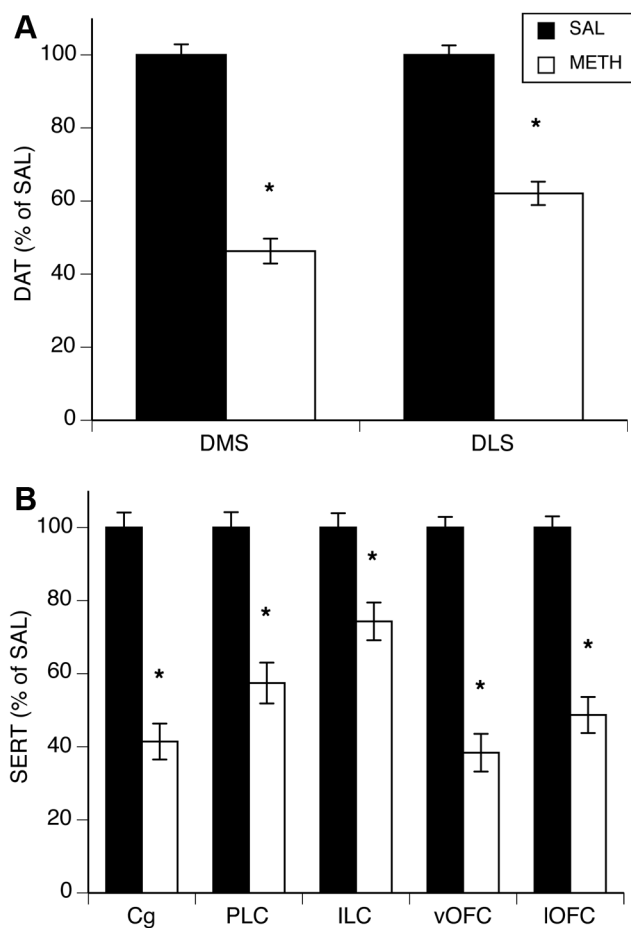 A
SAL
METH
DAT (% of SAL)
100
80
60
40
20
0
*
*
DMS
DLS
B
SERT (% of SAL)
100
80
60
40
20
0
*
*
*
*
*
Cg
PLC
ILC
vOFC
lOFC